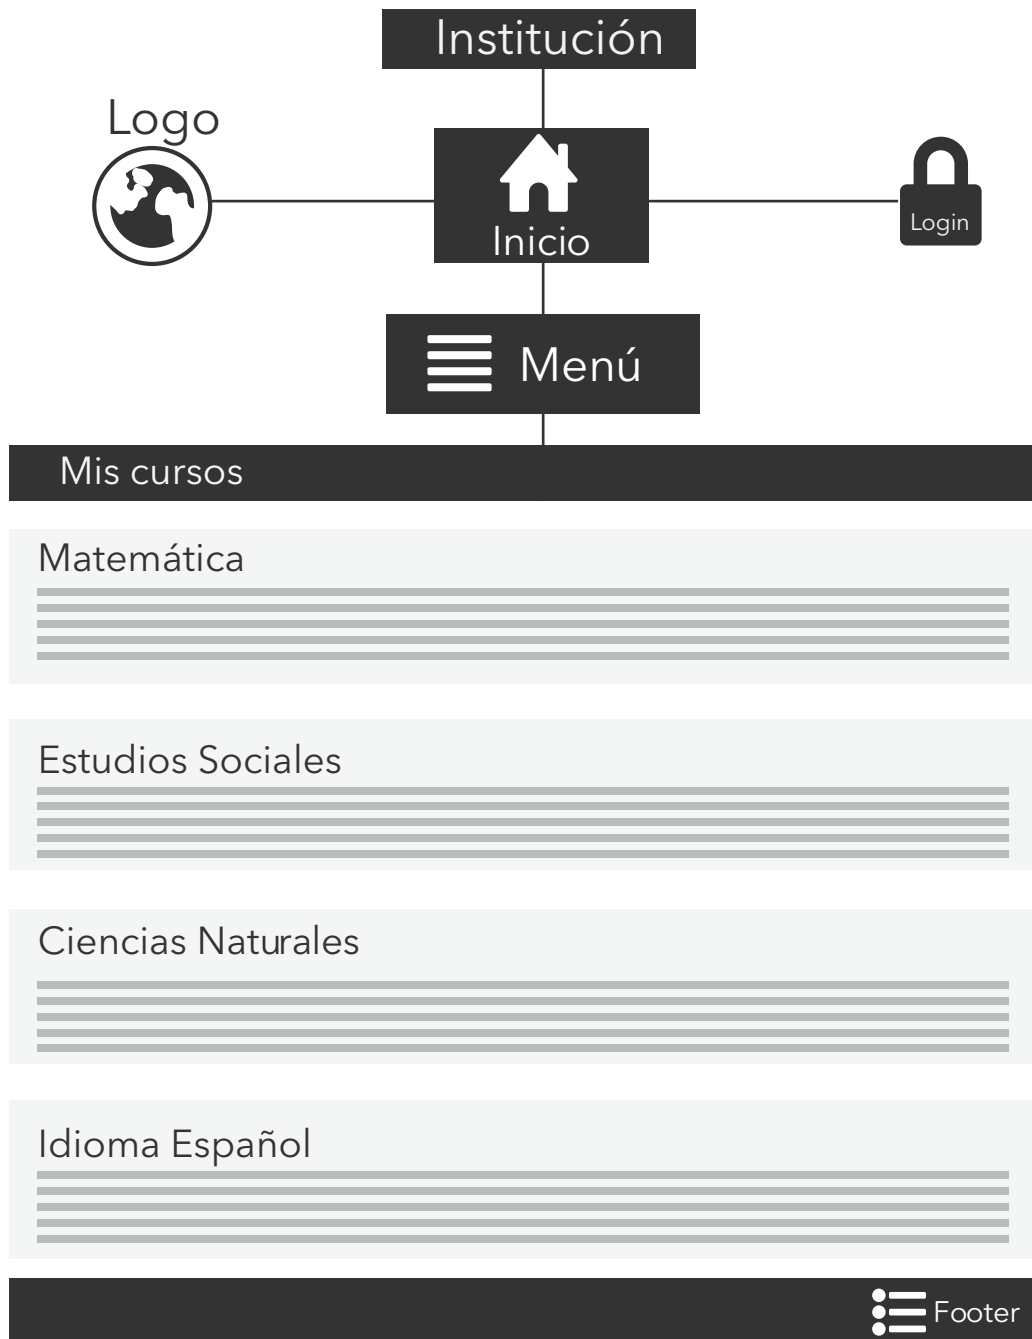 Institución
Logo
Inicio
Login
Menú
Mis cursos
Matemática
Estudios Sociales
Ciencias Naturales
Idioma Español
Footer